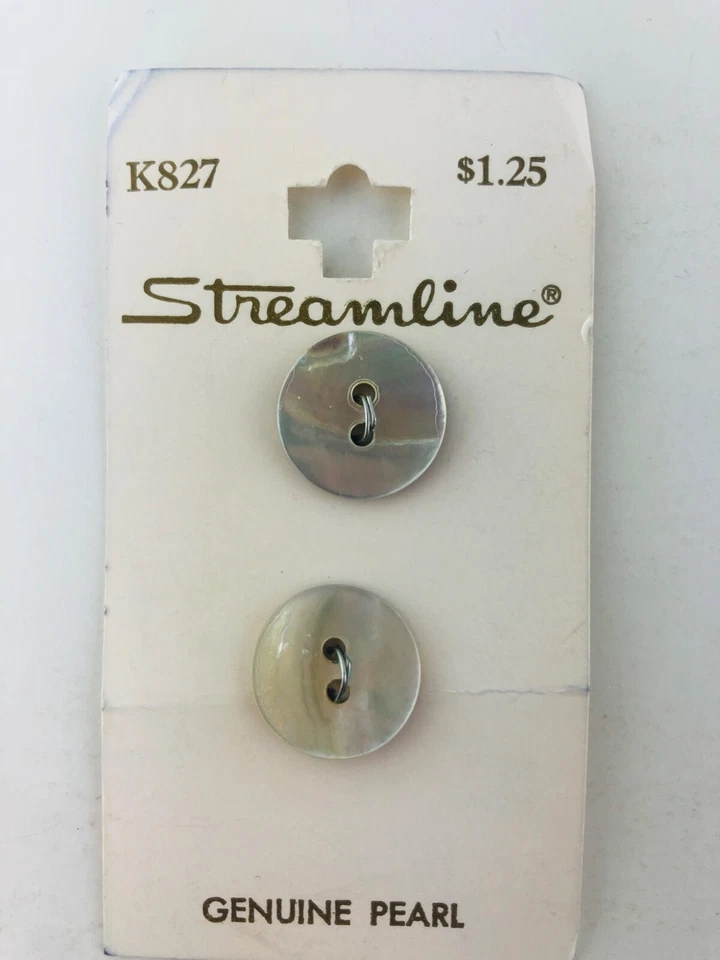 K827 $1.25
Streamline®
GENUINE PEARL